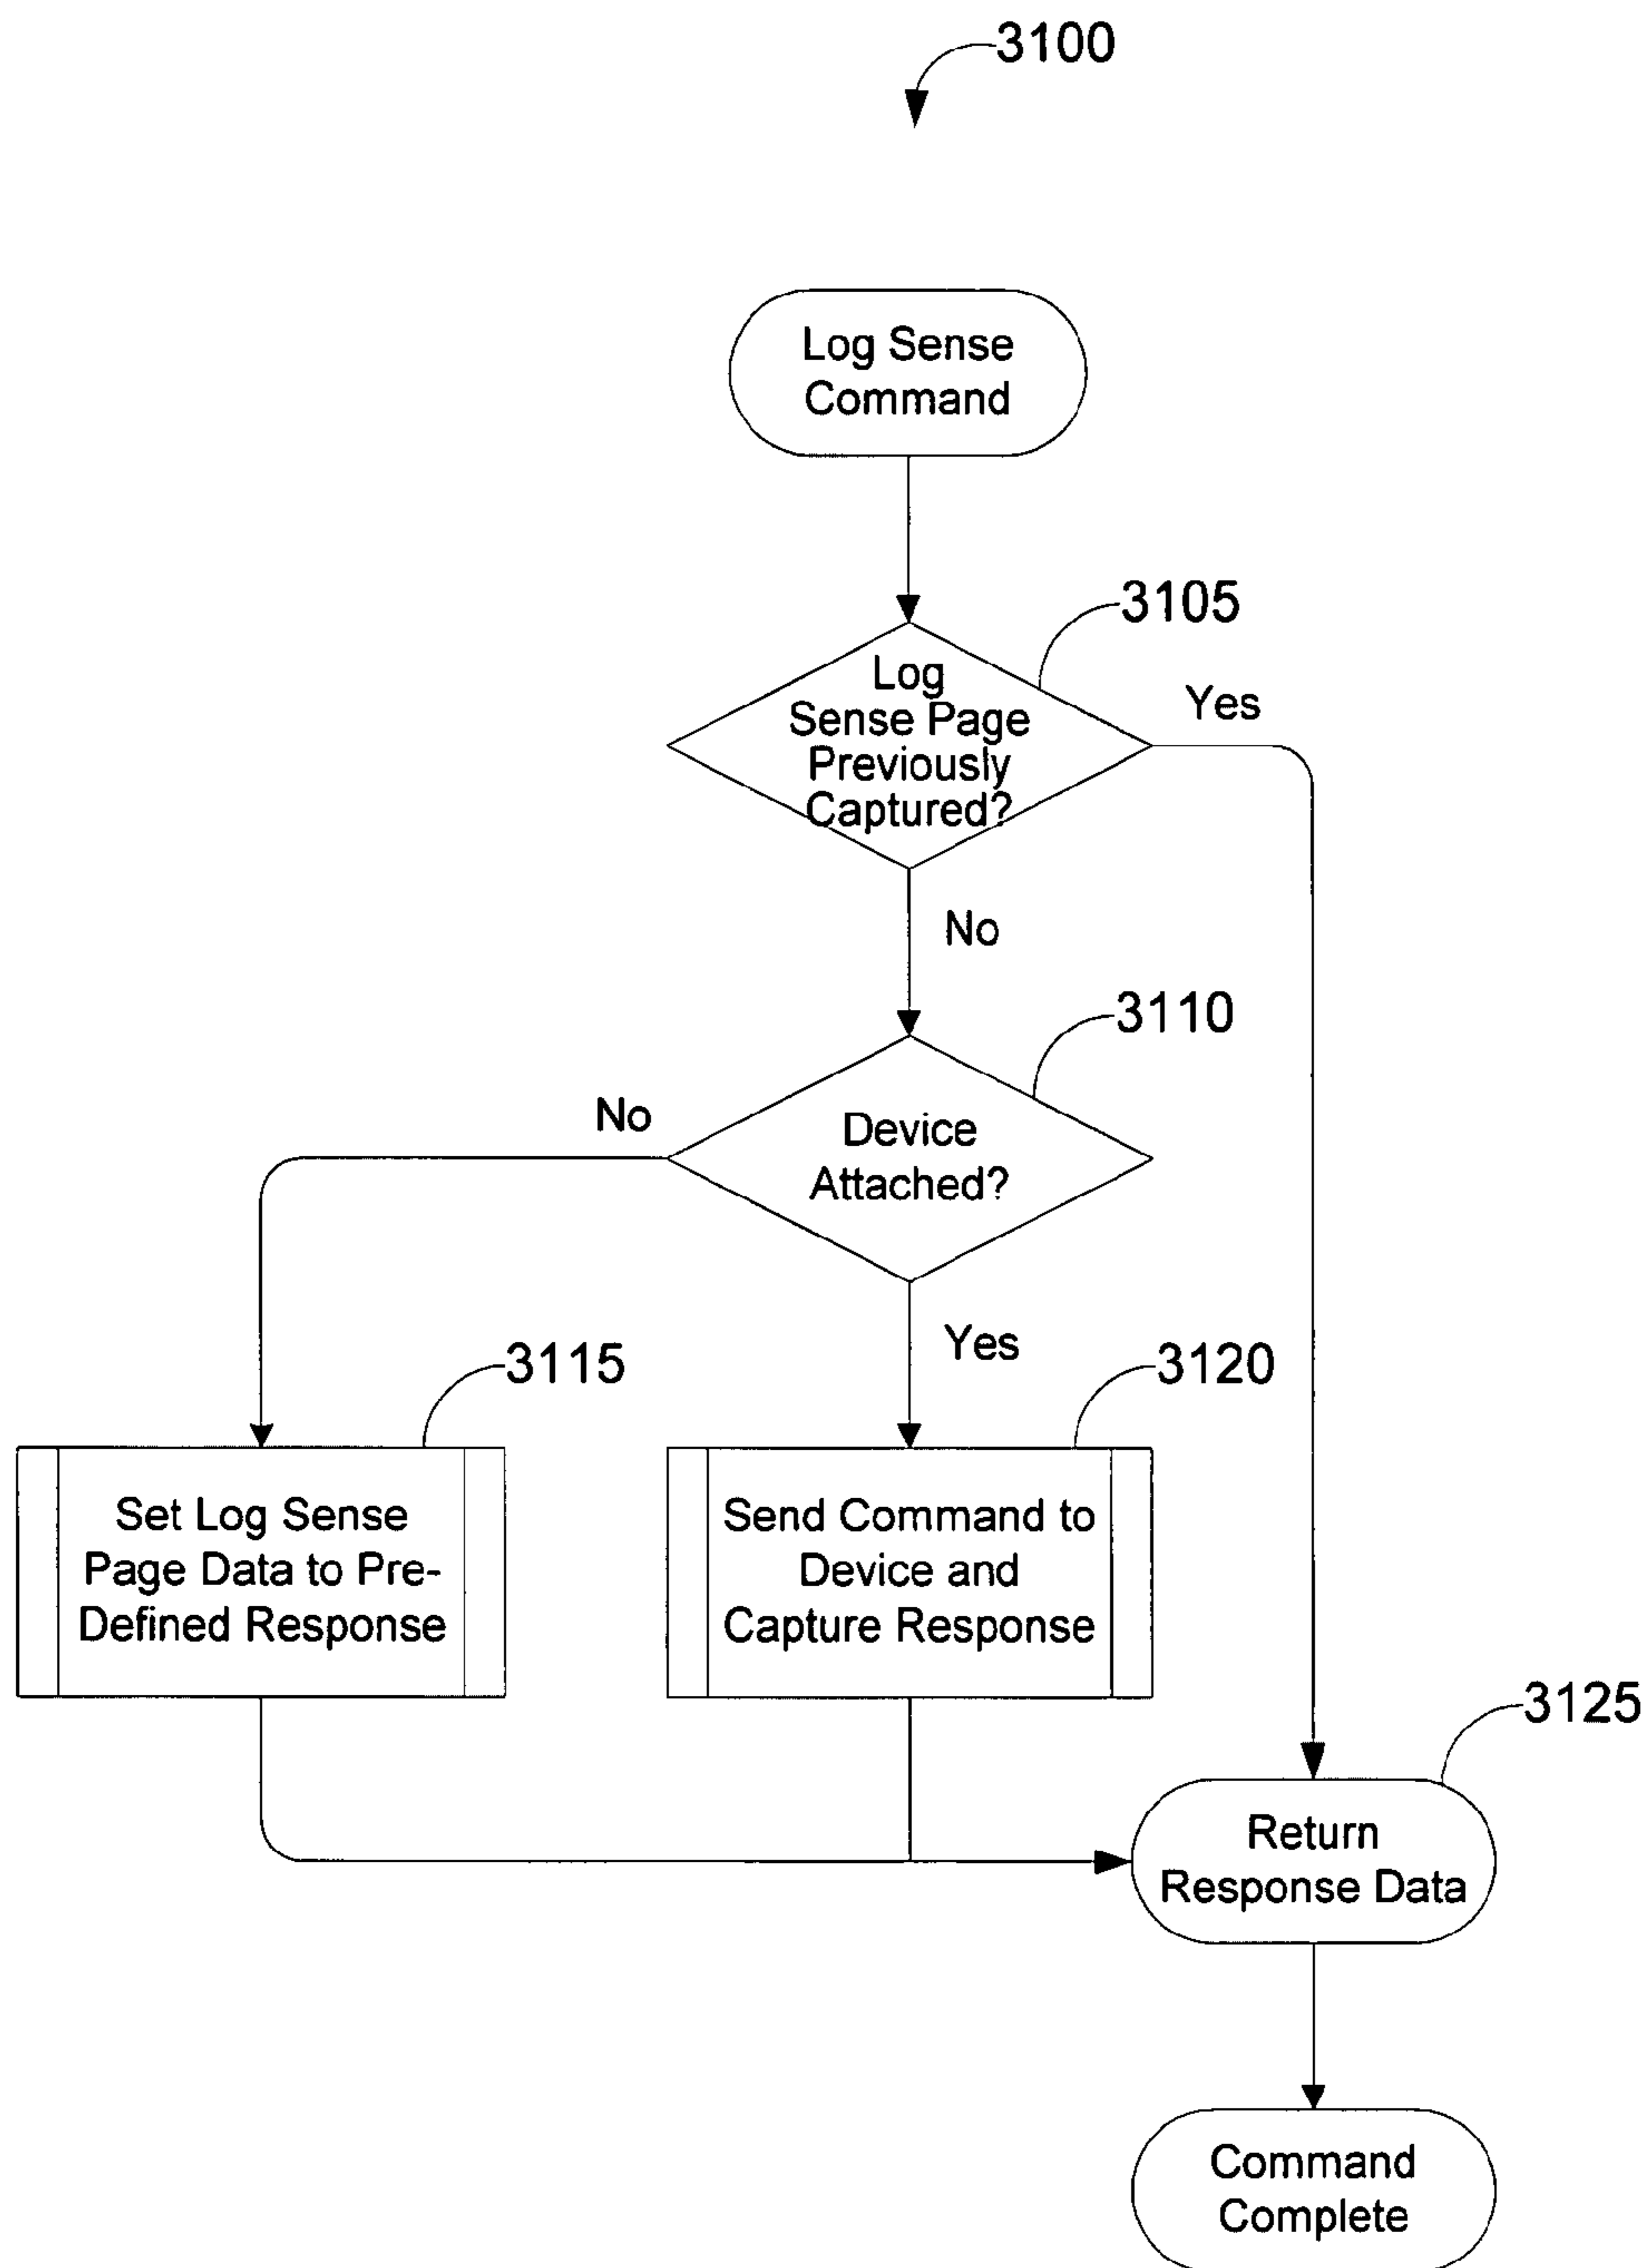 3100
Log Sense
Command
3105
Log
Sense Page
Previously
Captured?
Yes
No
3110
Device
Attached?
No
Yes
3115
Set Log Sense
Page Data to Pre-
Defined Response
3120
Send Command to
Device and
Capture Response
3125
Return
Response Data
Command
Complete